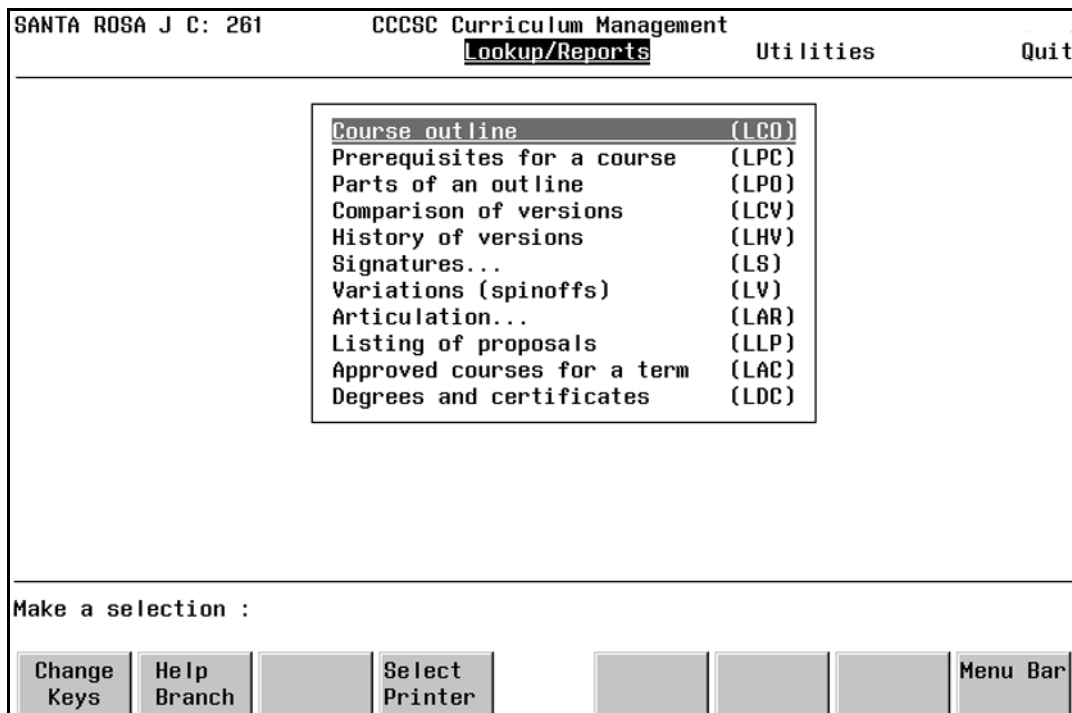 SANTA ROSA J C: 261 CCCSC Curriculum Management
Lookup/Reports Utilities Quit
Course outline (LCO)
Prerequisites for a course (LPC)
Parts of an outline (LPO)
Comparison of versions (LCV)
History of versions (LHV)
Signatures... (LS)
Variations (spinoffs) (LV)
Articulation... (LAR)
Listing of proposals (LLP)
Approved courses for a term (LAC)
Degrees and certificates (LDC)
Make a selection :
Change Help Select Menu Bar
Keys Branch Printer